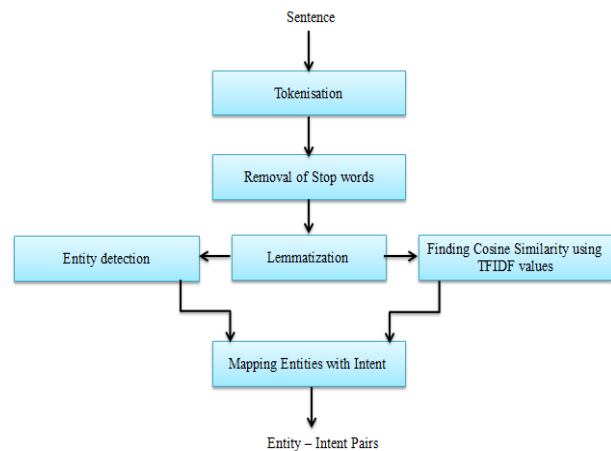 Sentence
Tokenisation
Removal of Stop words
Entity detection
Lemmatization
Finding Cosine Similarity using
TFIDF values
Mapping Entities with Intent
Entity – Intent Pairs